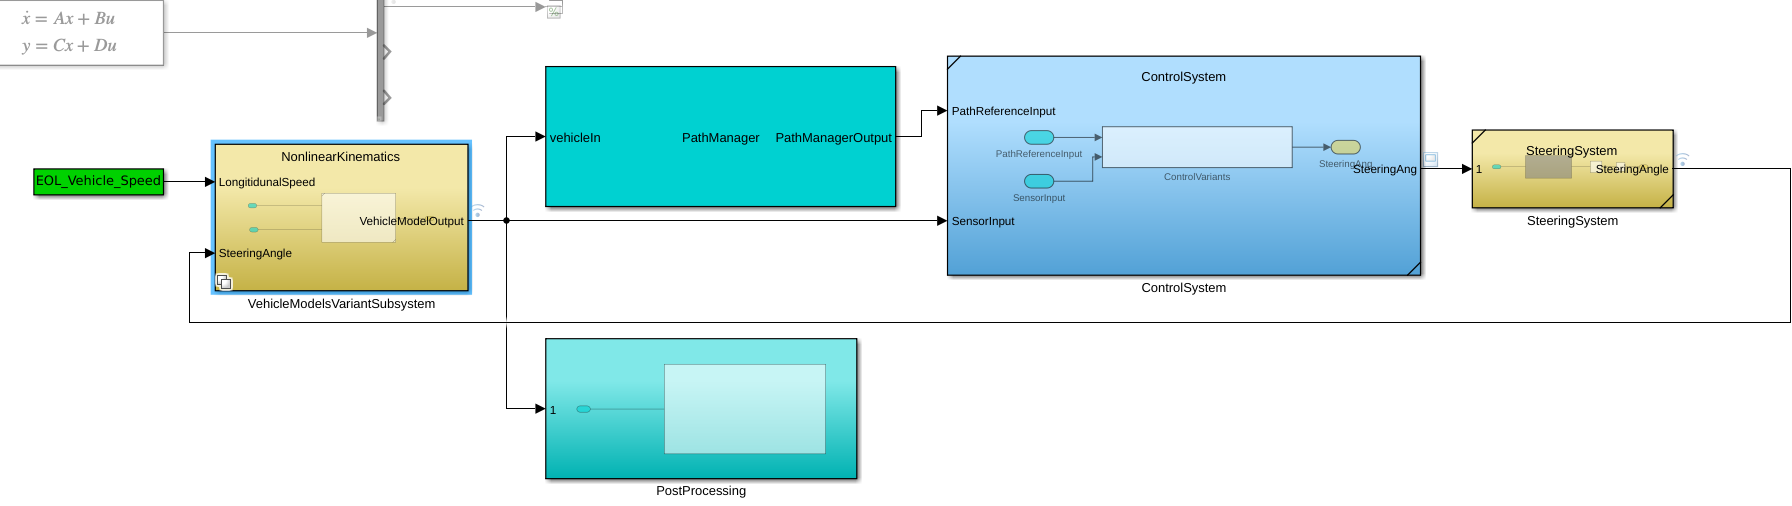 ẋ = Ax + Bu
y = Cx + Du
EOL_Vehicle_Speed
NonlinearKinematics
LongitidunalSpeed
VehicleModelOutput
SteeringAngle
VehicleModelsVariantSubsystem
vehicleIn
PathManager
PathManagerOutput
ControlSystem
PathReferenceInput
PathReferenceInput
SensorInput
ControlVariants
SteeringAng
SteeringAng
SensorInput
ControlSystem
SteeringSystem
1
SteeringAngle
SteeringSystem
1
PostProcessing